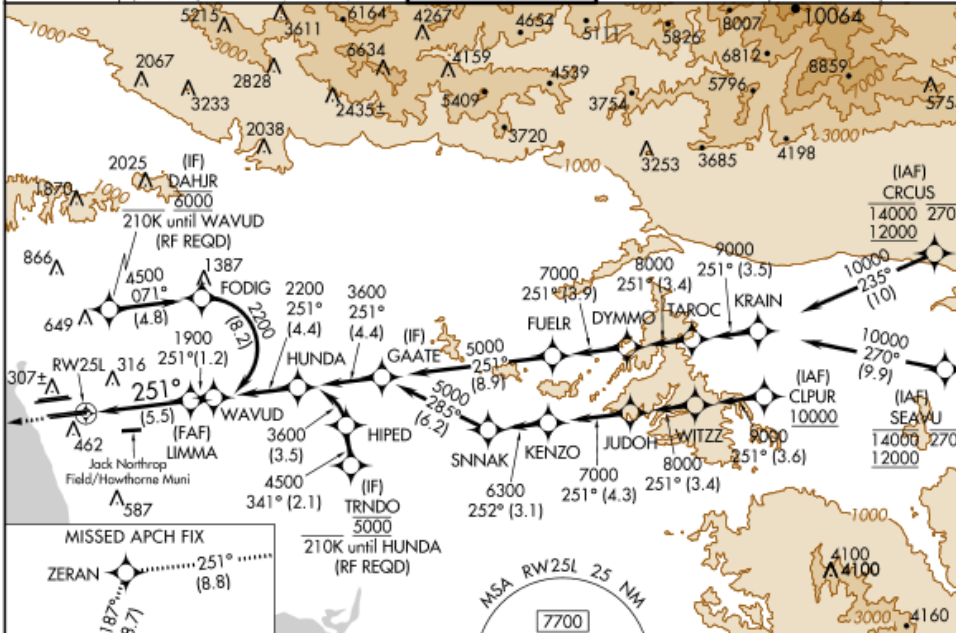 5215
3611
6164
4267
4654
5111
5826
8007
10064
1000
3000
6634
4159
6812
8859
2067
2828
4539
3233
2435±
5409
3754
5796
575
2038
3720
3000
1000
3253
3685
4198
2025
(IF)
DAHJR
6000
210K until WAVUD
(RF REQD)
1870
1000
(IAF)
CRCUS
14000 270
12000
866
4500
071°
(4.8)
1387
FODIG
2200
(8.2)
649
2200
251°
(4.4)
3600
251°
(4.4)
7000
251° (3.9)
8000
251° (3.4)
9000
251° (3.5)
10000
235°
(10)
FUELR
DYMMO
TAROC
KRAIN
1900
251°(1.2)
HUNDA
(IF)
GAATE
5000
251°
(8.9)
10000
270°
(9.9)
RW25L
316
307±
251°
(5.5)
WAVUD
(FAF)
LIMMA
5000
285°
(6.2)
(IAF)
CLPUR
10000
(IAF)
SEAVU
14000 270
12000
462
Jack Northrop
Field/Hawthorne Muni
3600
(3.5)
HIPED
SNNAK
KENZO
JUDOH
WITZZ
9000
251° (3.6)
8000
251° (3.4)
7000
251° (4.3)
6300
252° (3.1)
4500
341° (2.1)
(IF)
TRNDO
5000
210K until HUNDA
(RF REQD)
587
1000
MISSED APCH FIX
ZERAN
251°
(8.8)
187°
8.7)
MSA RW25L 25 NM
7700
4100
4100
3000
4160